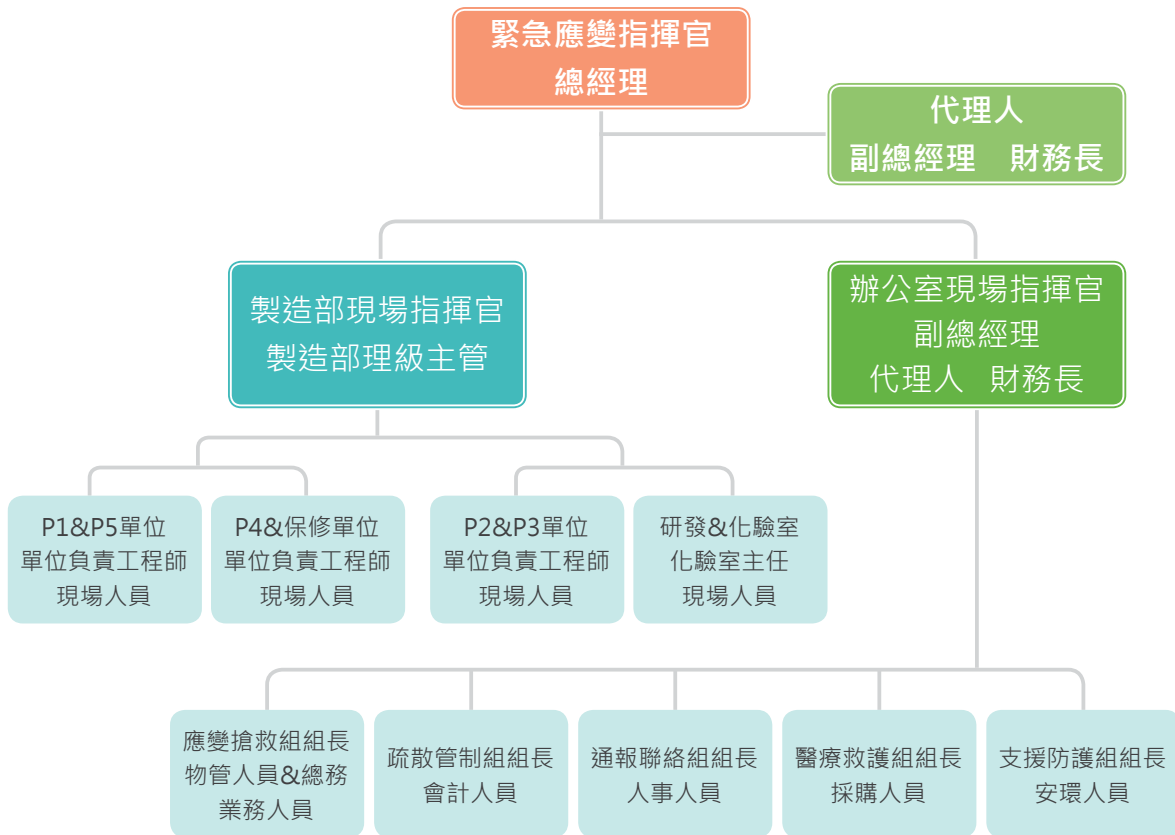 緊急應變指揮官
總經理
代理人
副總經理　財務長
製造部現場指揮官
製造部理級主管
辦公室現場指揮官
副總經理
代理人　財務長
P1&P5單位
單位負責工程師
現場人員
P4&保修單位
單位負責工程師
現場人員
P2&P3單位
單位負責工程師
現場人員
研發&化驗室
化驗室主任
現場人員
應變搶救組組長
物管人員&總務
業務人員
疏散管制組組長
會計人員
通報聯絡組組長
人事人員
醫療救護組組長
採購人員
支援防護組組長
安環人員